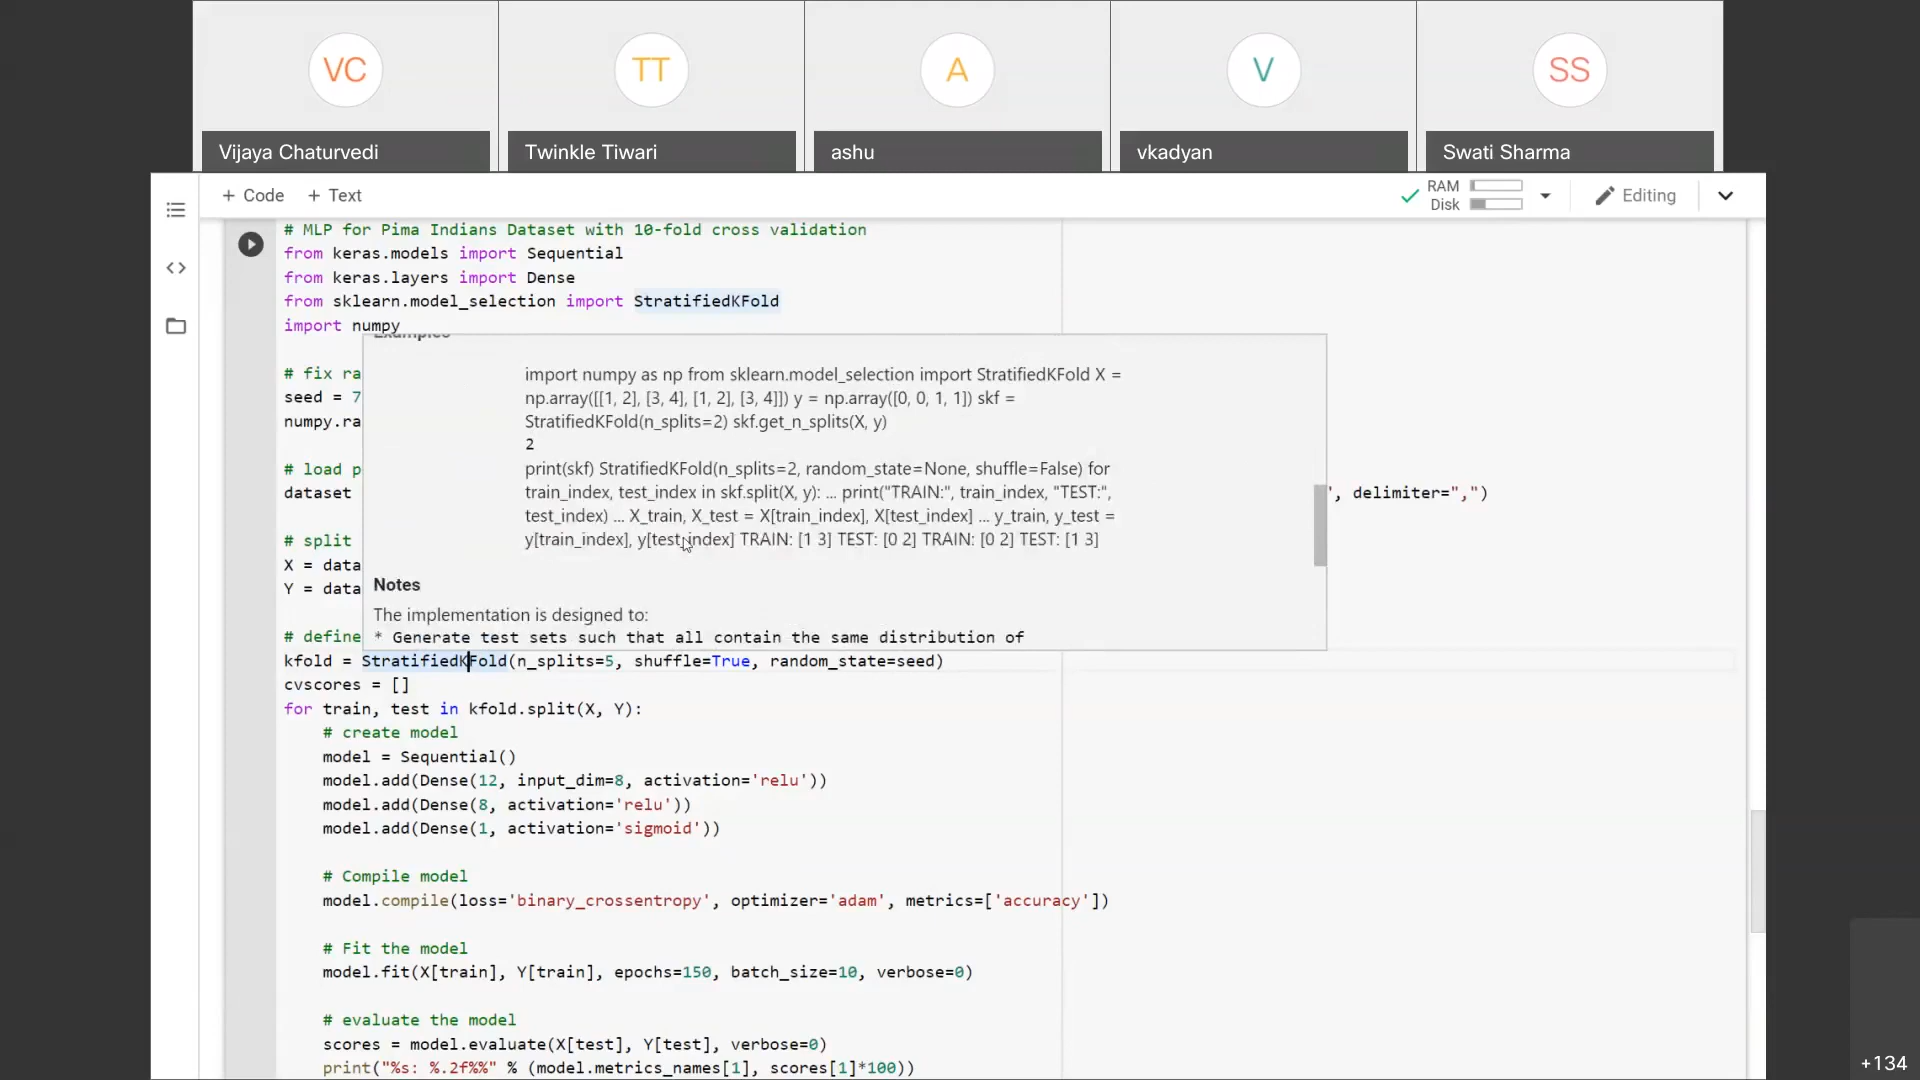 VC
TT
A
V
SS
Vijaya Chaturvedi
Twinkle Tiwari
ashu
vkadyan
Swati Sharma
+ Code + Text
RAM
Disk
Editing
# MLP for Pima Indians Dataset with 10-fold cross validation
from keras.models import Sequential
from keras.layers import Dense
from sklearn.model_selection import StratifiedKFold
import numpy
Examples
# fix ra
seed = 7
numpy.ra
# load p
dataset
', delimiter=",")
# split
X = data
Y = data
# define
import numpy as np from sklearn.model_selection import StratifiedKFold X =
np.array([[1, 2], [3, 4], [1, 2], [3, 4]]) y = np.array([0, 0, 1, 1]) skf =
StratifiedKFold(n_splits=2) skf.get_n_splits(X, y)
2
print(skf) StratifiedKFold(n_splits=2, random_state=None, shuffle=False) for
train_index, test_index in skf.split(X, y): ... print("TRAIN:", train_index, "TEST:",
test_index) ... X_train, X_test = X[train_index], X[test_index] ... y_train, y_test =
y[train_index], y[test_index] TRAIN: [1 3] TEST: [0 2] TRAIN: [0 2] TEST: [1 3]
Notes
The implementation is designed to:
* Generate test sets such that all contain the same distribution of
kfold = StratifiedKFold(n_splits=5, shuffle=True, random_state=seed)
cvscores = []
for train, test in kfold.split(X, Y):
# create model
model = Sequential()
model.add(Dense(12, input_dim=8, activation='relu'))
model.add(Dense(8, activation='relu'))
model.add(Dense(1, activation='sigmoid'))
# Compile model
model.compile(loss='binary_crossentropy', optimizer='adam', metrics=['accuracy'])
# Fit the model
model.fit(X[train], Y[train], epochs=150, batch_size=10, verbose=0)
# evaluate the model
scores = model.evaluate(X[test], Y[test], verbose=0)
print("%s: %.2f%%" % (model.metrics_names[1], scores[1]*100))
+134